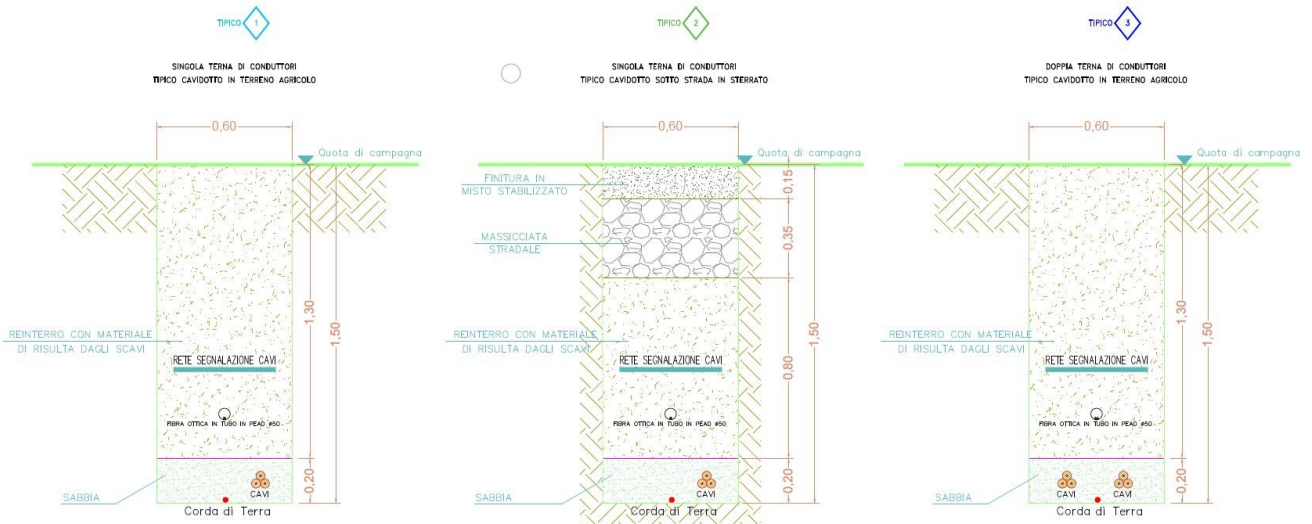 TIPICO 1
SINGOLA TERNA DI CONDUTTORI
TIPICO CAVIDOTTO IN TERRENO AGRICOLO
0,60
Quota di campagna
1,30
1,50
REINTERRO CON MATERIALE
DI RISULTA DAGLI SCAVI
RETE SEGNALAZIONE CAVI
FIBRA OTTICA IN TUBO IN PEAD ø50
0,20
SABBIA
CAVI
Corda di Terra
TIPICO 2
SINGOLA TERNA DI CONDUTTORI
TIPICO CAVIDOTTO SOTTO STRADA IN STERRATO
0,60
Quota di campagna
FINITURA IN
MISTO STABILIZZATO
0,15
MASSICCIATA
STRADALE
0,35
1,50
REINTERRO CON MATERIALE
DI RISULTA DAGLI SCAVI
RETE SEGNALAZIONE CAVI
0,80
FIBRA OTTICA IN TUBO IN PEAD ø50
0,20
SABBIA
CAVI
Corda di Terra
TIPICO 3
DOPPIA TERNA DI CONDUTTORI
TIPICO CAVIDOTTO IN TERRENO AGRICOLO
0,60
Quota di campagna
1,30
1,50
REINTERRO CON MATERIALE
DI RISULTA DAGLI SCAVI
RETE SEGNALAZIONE CAVI
FIBRA OTTICA IN TUBO IN PEAD ø50
0,20
SABBIA
CAVI
CAVI
Corda di Terra